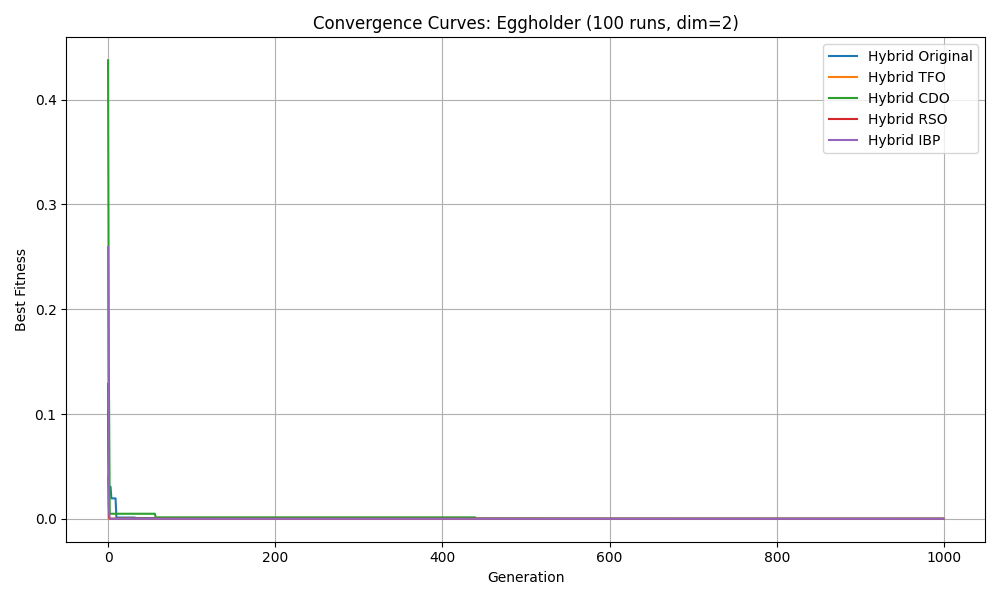 Convergence Curves: Eggholder (100 runs, dim=2)
Hybrid Original
Hybrid TFO
Hybrid CDO
Hybrid RSO
Hybrid IBP
Best Fitness
0.4
0.3
0.2
0.1
0.0
0 200 400 600 800 1000
Generation